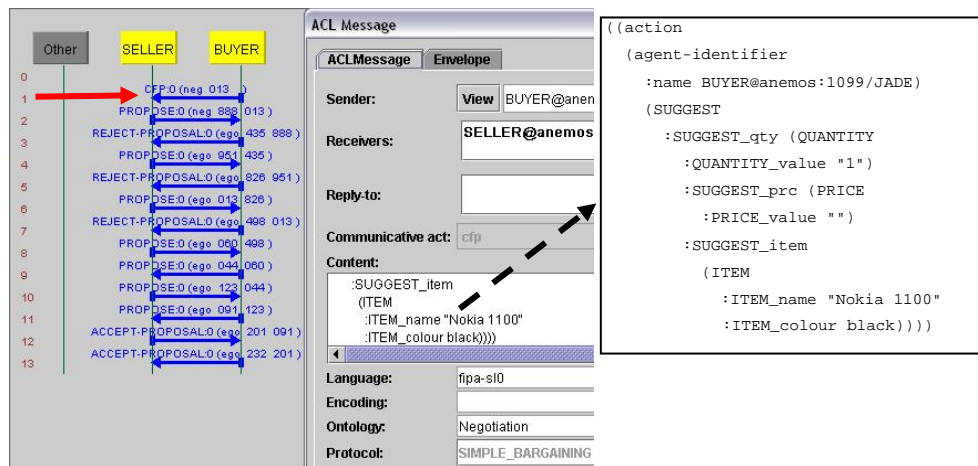 Other SELLER BUYER
0
1 CFP:0 (neg 013 )
2 PROPOSE:0 (neg 888 013 )
3 REJECT-PROPOSAL:0 (ego 435 888 )
4 PROPOSE:0 (ego 951 435 )
5 REJECT-PROPOSAL:0 (ego 826 951 )
6 PROPOSE:0 (ego 013 826 )
7 REJECT-PROPOSAL:0 (ego 498 013 )
8 PROPOSE:0 (ego 060 498 )
9 PROPOSE:0 (ego 044 060 )
10 PROPOSE:0 (ego 123 044 )
11 PROPOSE:0 (ego 091 123 )
12 ACCEPT-PROPOSAL:0 (ego 201 091 )
13 ACCEPT-PROPOSAL:0 (ego 232 201 )
ACL Message
ACLMessage Envelope
Sender: View BUYER@anem
Receivers: SELLER@anemos
Reply-to:
Communicative act: cfp
Content:
:SUGGEST_item
(ITEM
:ITEM_name "Nokia 1100"
:ITEM_colour black))))
Language: fipa-sl0
Encoding:
Ontology: Negotiation
Protocol: SIMPLE_BARGAINING
((action
(agent-identifier
:name BUYER@anemos:1099/JADE)
(SUGGEST
:SUGGEST_qty (QUANTITY
:QUANTITY_value "1")
:SUGGEST_prc (PRICE
:PRICE_value "")
:SUGGEST_item
(ITEM
:ITEM_name "Nokia 1100"
:ITEM_colour black))))